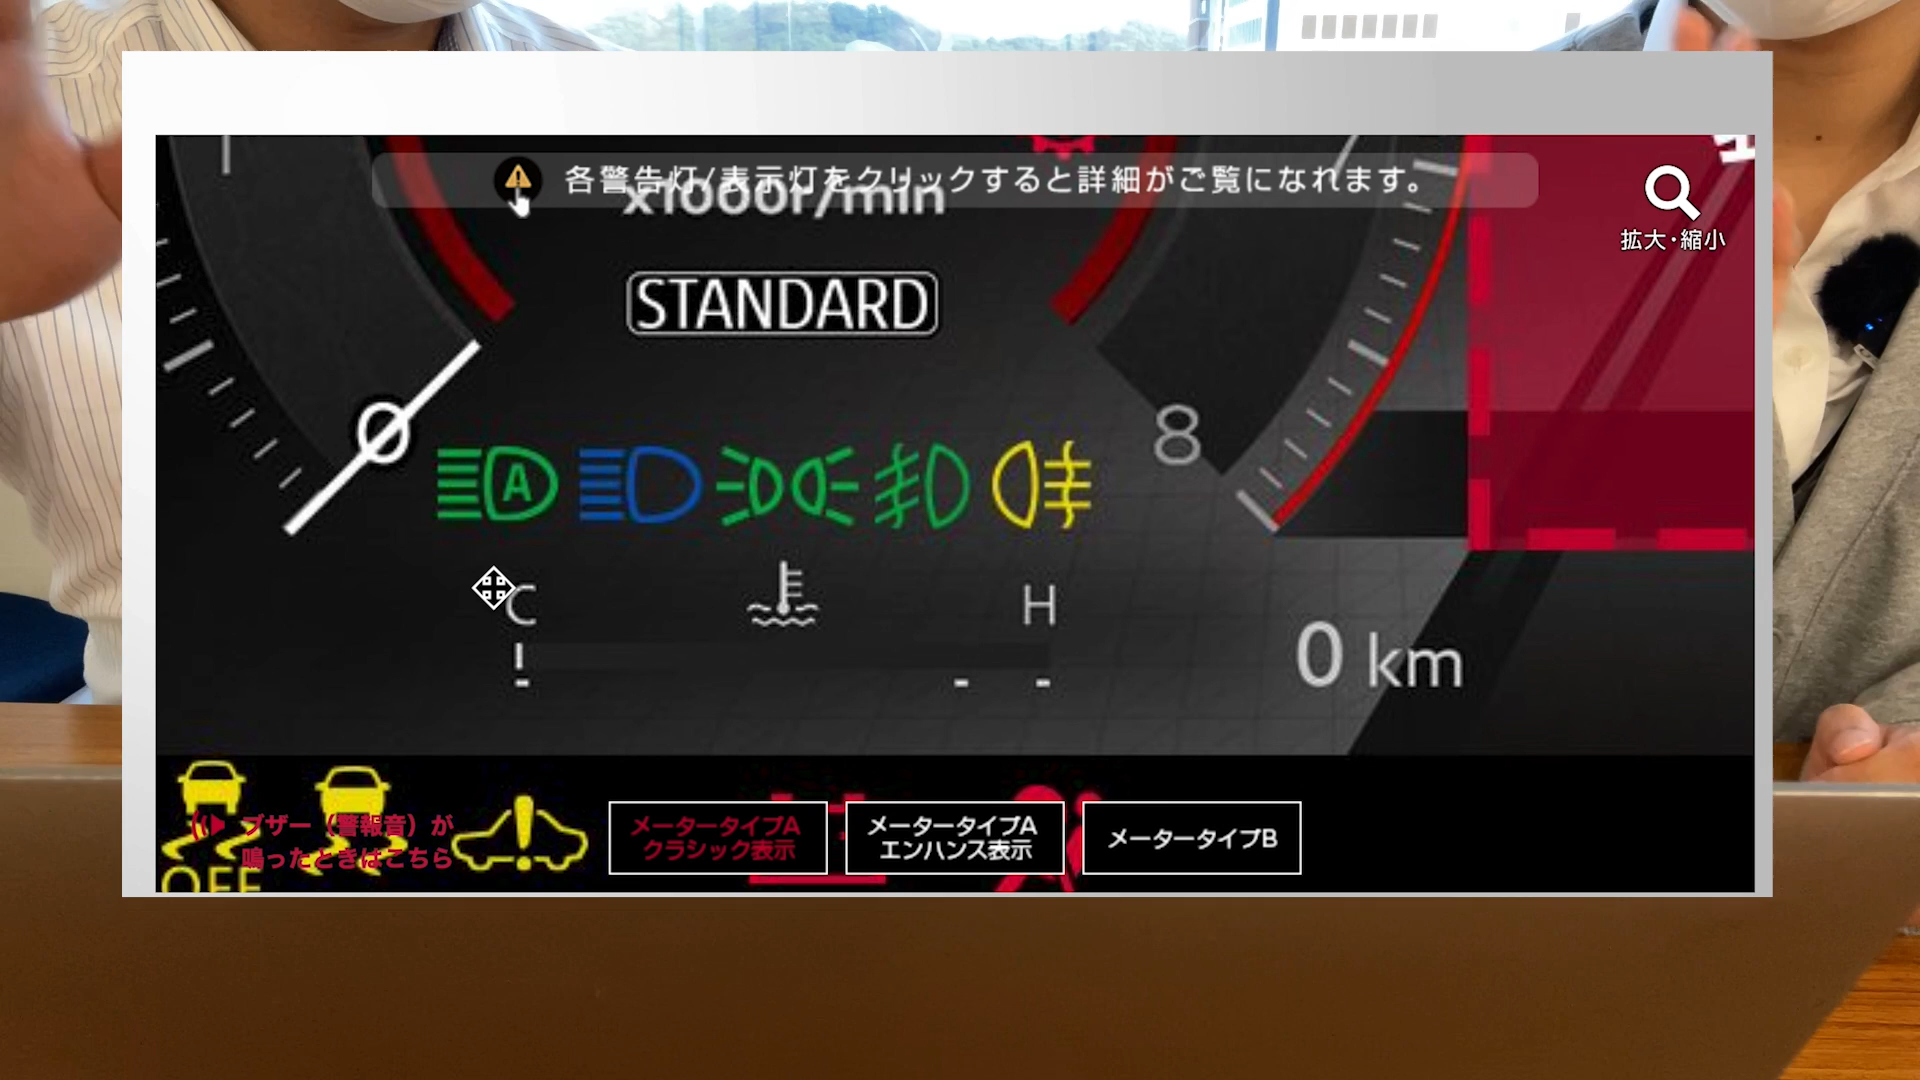 各警告灯/表示灯をクリックすると詳細がご覧になれます。
x1000r/min
拡大・縮小
STANDARD
0
8
A
C
H
0 km
ブザー（警報音）が
鳴ったときはこちら
OFF
メータータイプA
クラシック表示
メータータイプA
エンハンス表示
メータータイプB